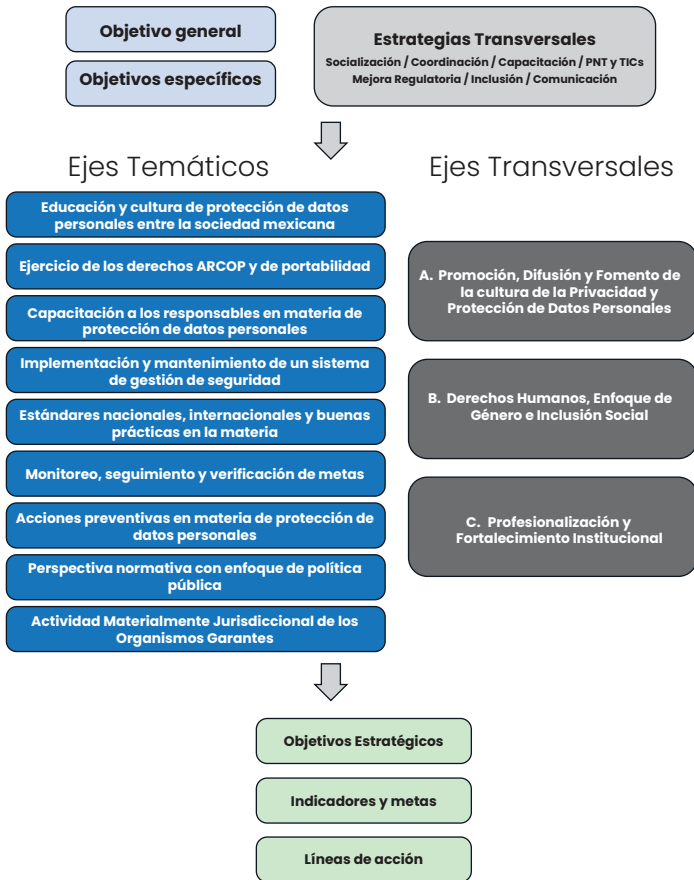 Objetivo general
Objetivos específicos
Estrategias Transversales
Socialización / Coordinación / Capacitación / PNT y TICs
Mejora Regulatoria / Inclusión / Comunicación
Ejes Temáticos
Educación y cultura de protección de datos
personales entre la sociedad mexicana
Ejercicio de los derechos ARCOP y de portabilidad
Capacitación a los responsables en materia de
protección de datos personales
Implementación y mantenimiento de un sistema
de gestión de seguridad
Estándares nacionales, internacionales y buenas
prácticas en la materia
Monitoreo, seguimiento y verificación de metas
Acciones preventivas en materia de protección de
datos personales
Perspectiva normativa con enfoque de política
pública
Actividad Materialmente Jurisdiccional de los
Organismos Garantes
Ejes Transversales
A. Promoción, Difusión y Fomento de
la cultura de la Privacidad y
Protección de Datos Personales
B. Derechos Humanos, Enfoque de
Género e Inclusión Social
C. Profesionalización y
Fortalecimiento Institucional
Objetivos Estratégicos
Indicadores y metas
Líneas de acción